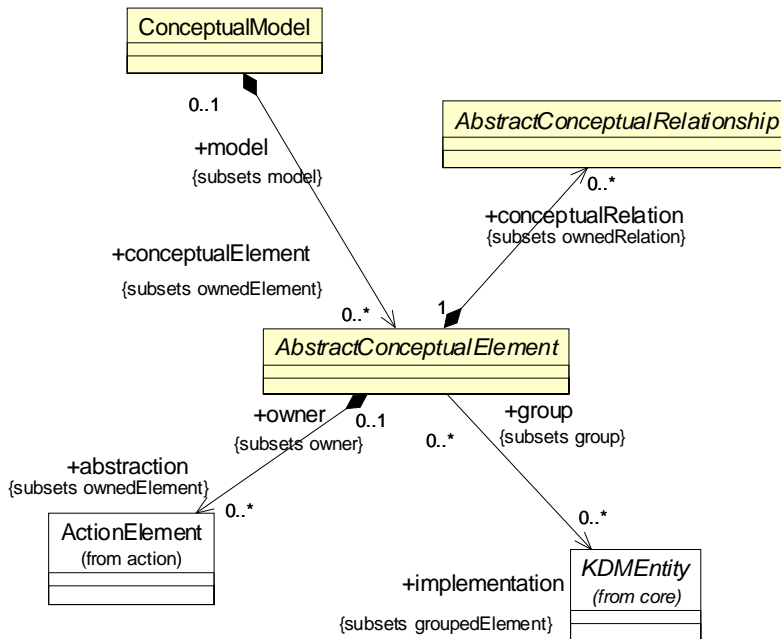 ConceptualModel
0..1
AbstractConceptualRelationship
+model
{subsets model}
0..*
+conceptualRelation
{subsets ownedRelation}
+conceptualElement
{subsets ownedElement}
0..*
1
AbstractConceptualElement
+owner
{subsets owner}
0..1
+group
{subsets group}
0..*
+abstraction
{subsets ownedElement}
0..*
ActionElement
(from action)
0..*
+implementation
{subsets groupedElement}
KDMEntity
(from core)